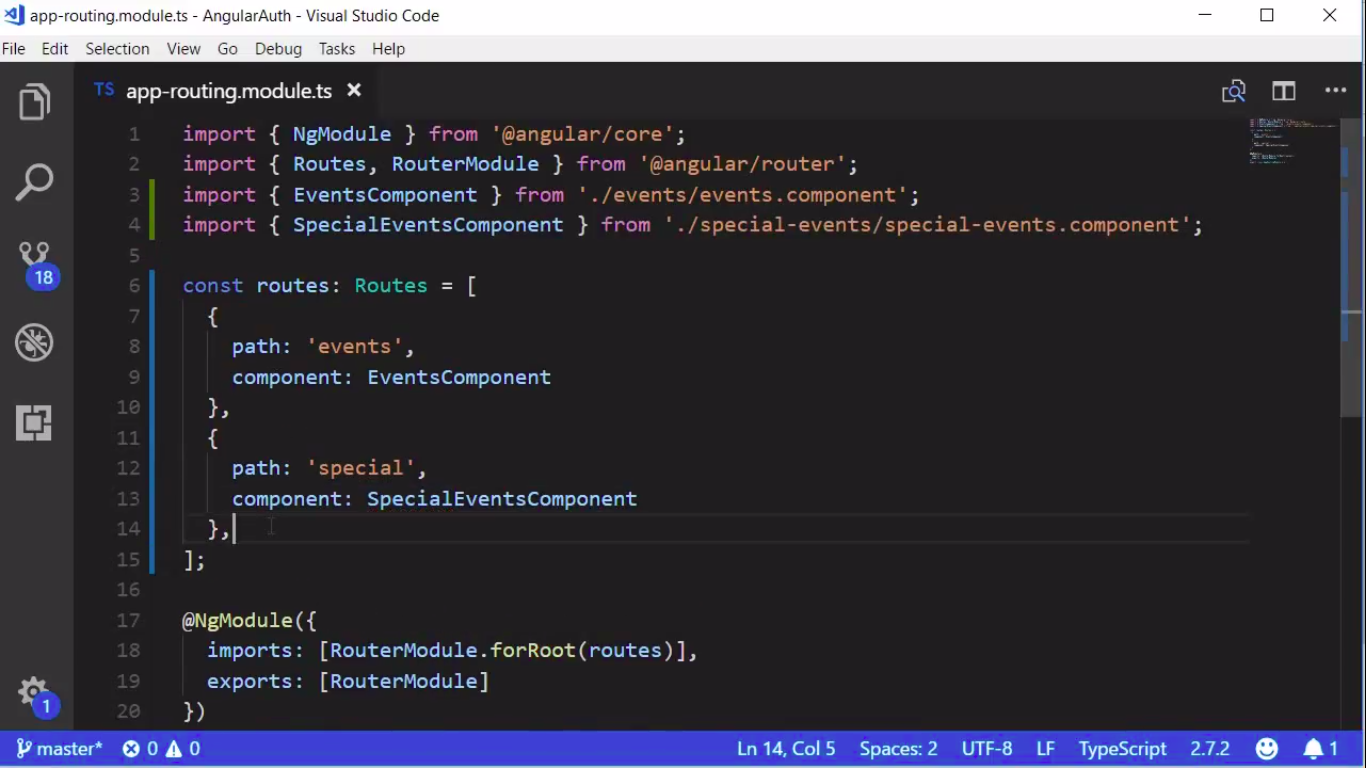 app-routing.module.ts - AngularAuth - Visual Studio Code
File Edit Selection View Go Debug Tasks Help
TS app-routing.module.ts
1 import { NgModule } from '@angular/core';
2 import { Routes, RouterModule } from '@angular/router';
3 import { EventsComponent } from './events/events.component';
4 import { SpecialEventsComponent } from './special-events/special-events.component';
5
6 const routes: Routes = [
7 {
8 path: 'events',
9 component: EventsComponent
10 },
11 {
12 path: 'special',
13 component: SpecialEventsComponent
14 },
15 ];
16
17 @NgModule({
18 imports: [RouterModule.forRoot(routes)],
19 exports: [RouterModule]
20 })
18
1
master* 0 0 Ln 14, Col 5 Spaces: 2 UTF-8 LF TypeScript 2.7.2 1